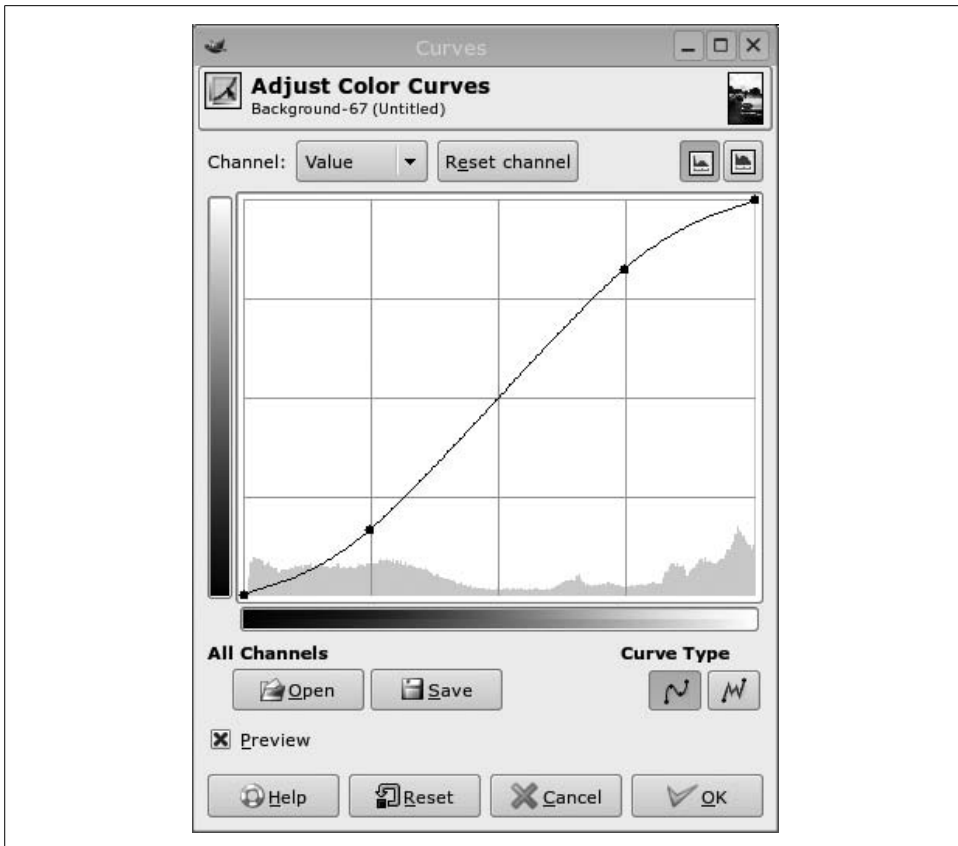 Curves
Adjust Color Curves
Background-67 (Untitled)
Channel: Value Reset channel
All Channels Curve Type
Open Save
Preview
Help Reset Cancel OK